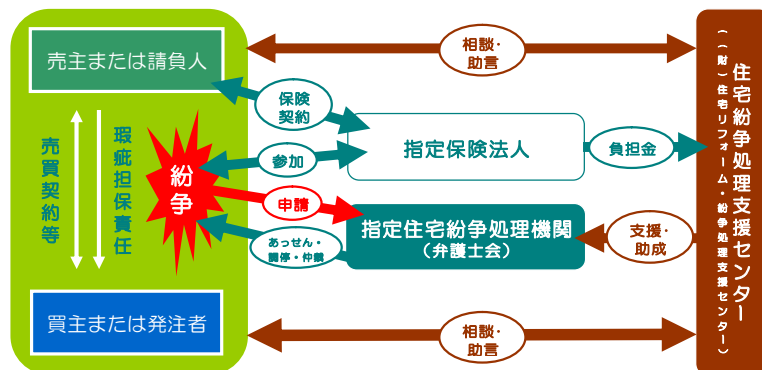 売主または請負人
売買契約等
瑕疵担保責任
紛争
買主または発注者
相談・
助言
保険
契約
参加
申請
あっせん・
調停・仲裁
指定保険法人
指定住宅紛争処理機関
（弁護士会）
負担金
支援・
助成
相談・
助言
住宅紛争処理支援センター
（（財）住宅リフォーム・紛争処理支援センター）